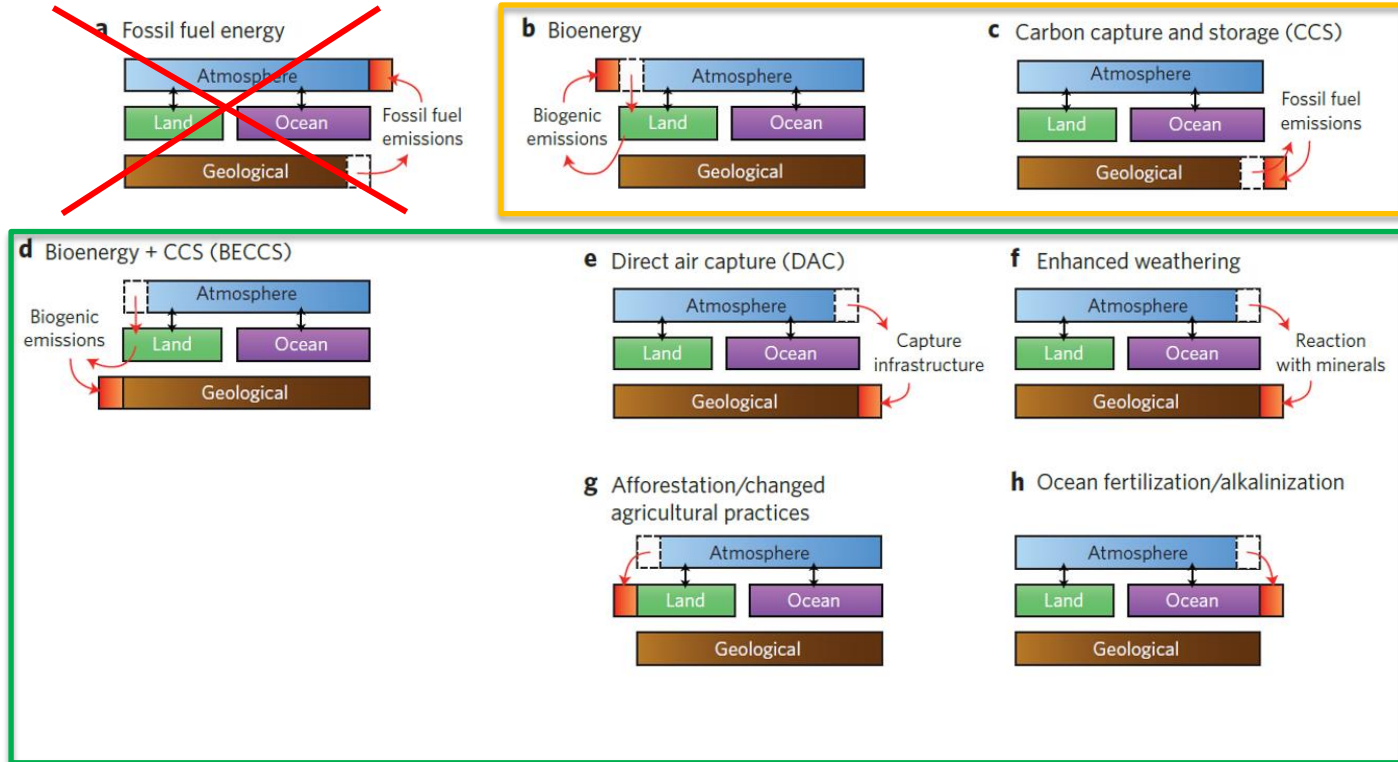 a Fossil fuel energy
Atmosphere
Land
Ocean
Geological
Fossil fuel
emissions
b Bioenergy
Atmosphere
Biogenic
emissions
Land
Ocean
Geological
c Carbon capture and storage (CCS)
Atmosphere
Land
Ocean
Geological
Fossil fuel
emissions
d Bioenergy + CCS (BECCS)
Atmosphere
Biogenic
emissions
Land
Ocean
Geological
e Direct air capture (DAC)
Atmosphere
Land
Ocean
Geological
Capture
infrastructure
f Enhanced weathering
Atmosphere
Land
Ocean
Geological
Reaction
with minerals
g Afforestation/changed
agricultural practices
Atmosphere
Land
Ocean
Geological
h Ocean fertilization/alkalinization
Atmosphere
Land
Ocean
Geological